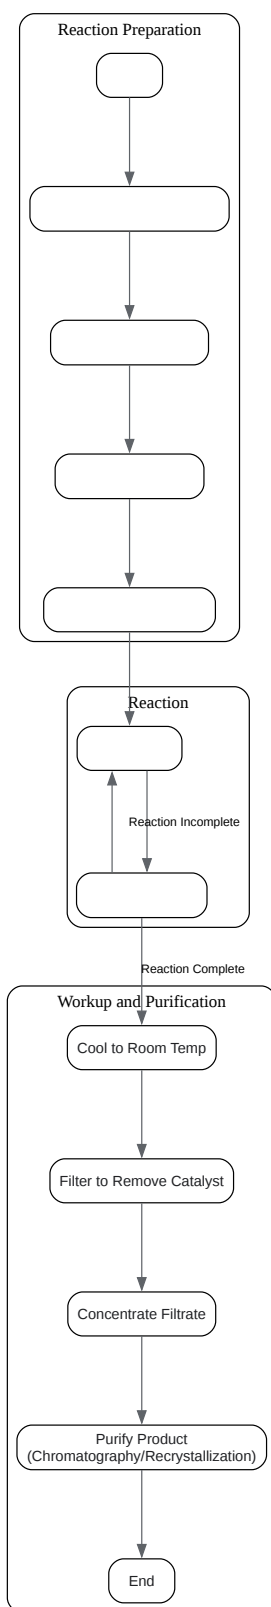 Reaction Preparation
Reaction
Reaction Incomplete
Reaction Complete
Workup and Purification
Cool to Room Temp
Filter to Remove Catalyst
Concentrate Filtrate
Purify Product
(Chromatography/Recrystallization)
End